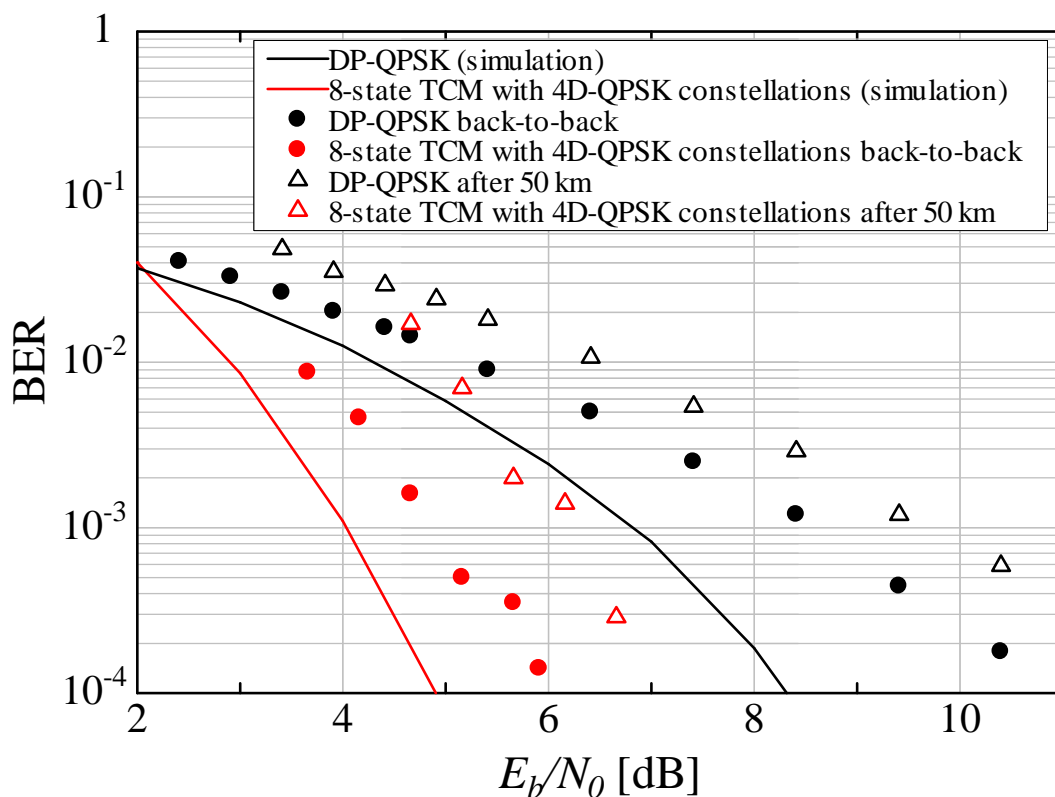 1
DP-QPSK (simulation)
8-state TCM with 4D-QPSK constellations (simulation)
DP-QPSK back-to-back
8-state TCM with 4D-QPSK constellations back-to-back
DP-QPSK after 50 km
8-state TCM with 4D-QPSK constellations after 50 km
10^-1
10^-2
10^-3
10^-4
BER
2 4 6 8 10
E_b/N_0 [dB]